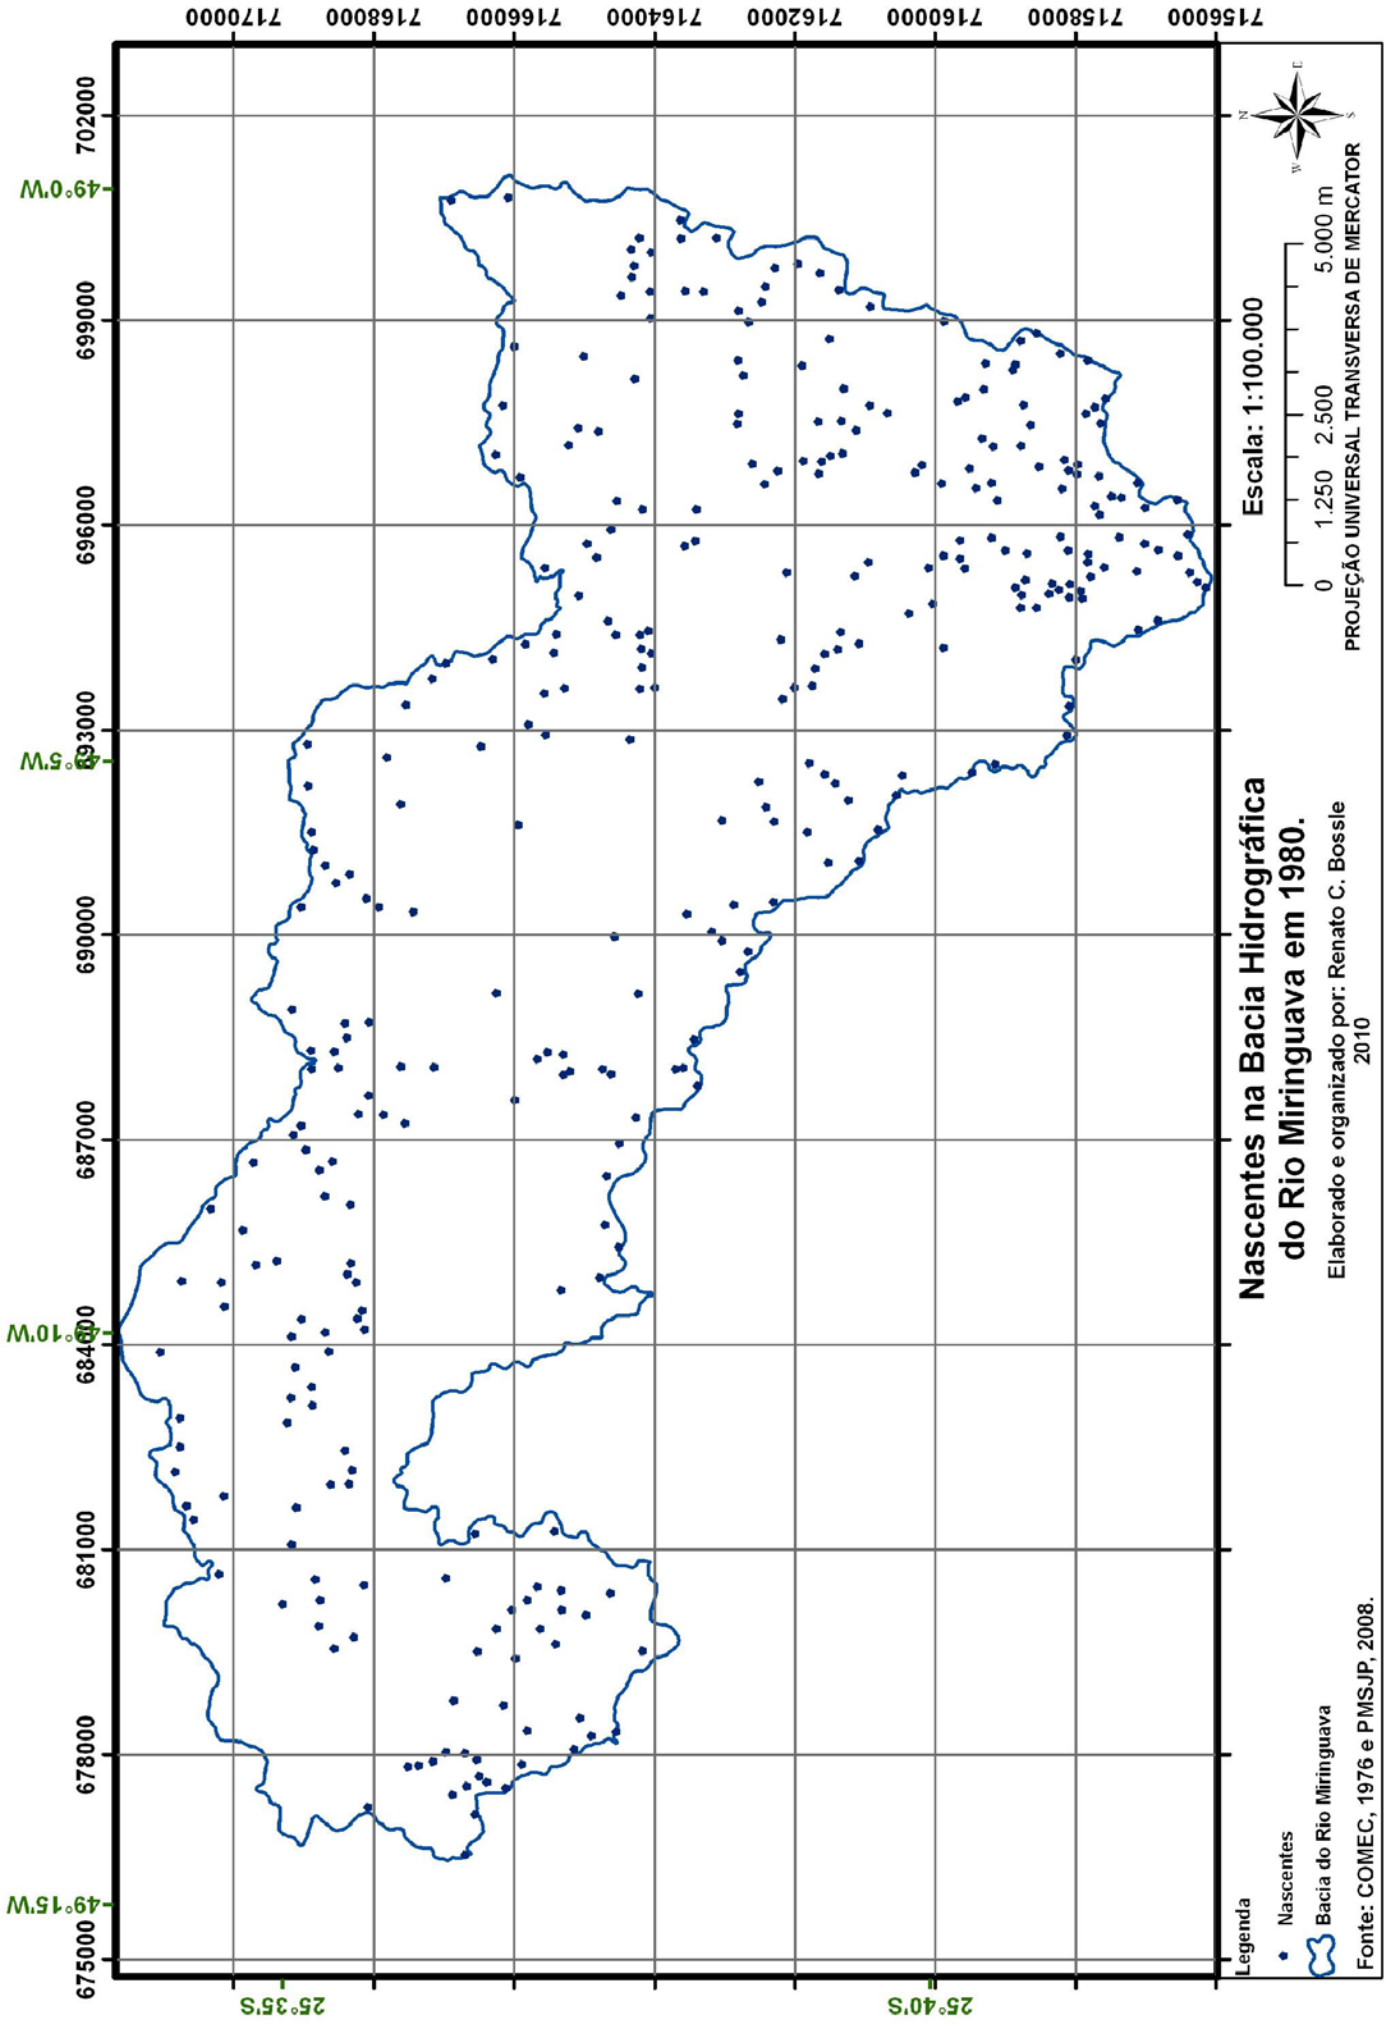 49°15'W 49°10'W 49°5'W 49°0'W
675000 678000 681000 684000 687000 690000 693000 696000 699000 702000
7170000
25°35'S
7168000
7166000
7164000
7162000
25°40'S
7160000
7158000
7156000
Legenda
Nascentes
Bacia do Rio Miringuava
Fonte: COMEC, 1976 e PMSJP, 2008.
Nascentes na Bacia Hidrográfica
do Rio Miringuava em 1980.
Elaborado e organizado por: Renato C. Bossle
2010
Escala: 1:100.000
0 1.250 2.500 5.000 m
PROJEÇÃO UNIVERSAL TRANSVERSA DE MERCATOR
N
W E
S